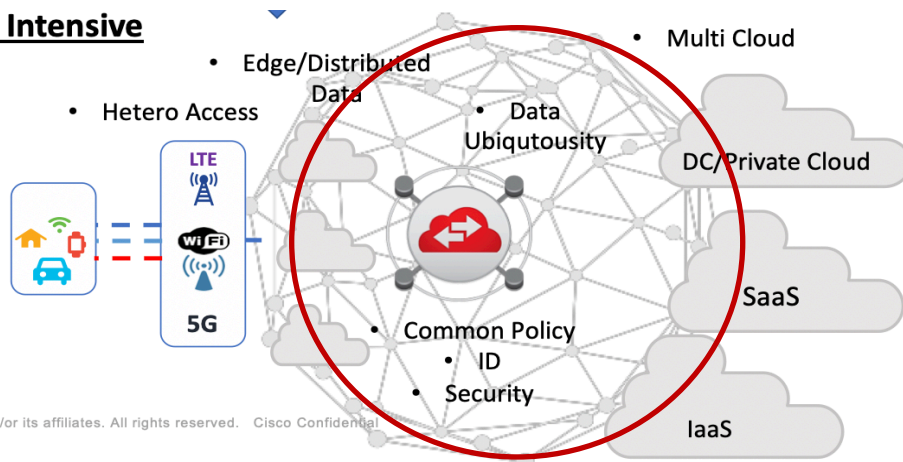 Intensive
• Multi Cloud
• Edge/Distributed
Data
• Hetero Access
• Data
Ubiqutousity
LTE
DC/Private Cloud
WiFi
SaaS
5G
• Common Policy
• ID
• Security
/or its affiliates. All rights reserved. Cisco Confidential
IaaS